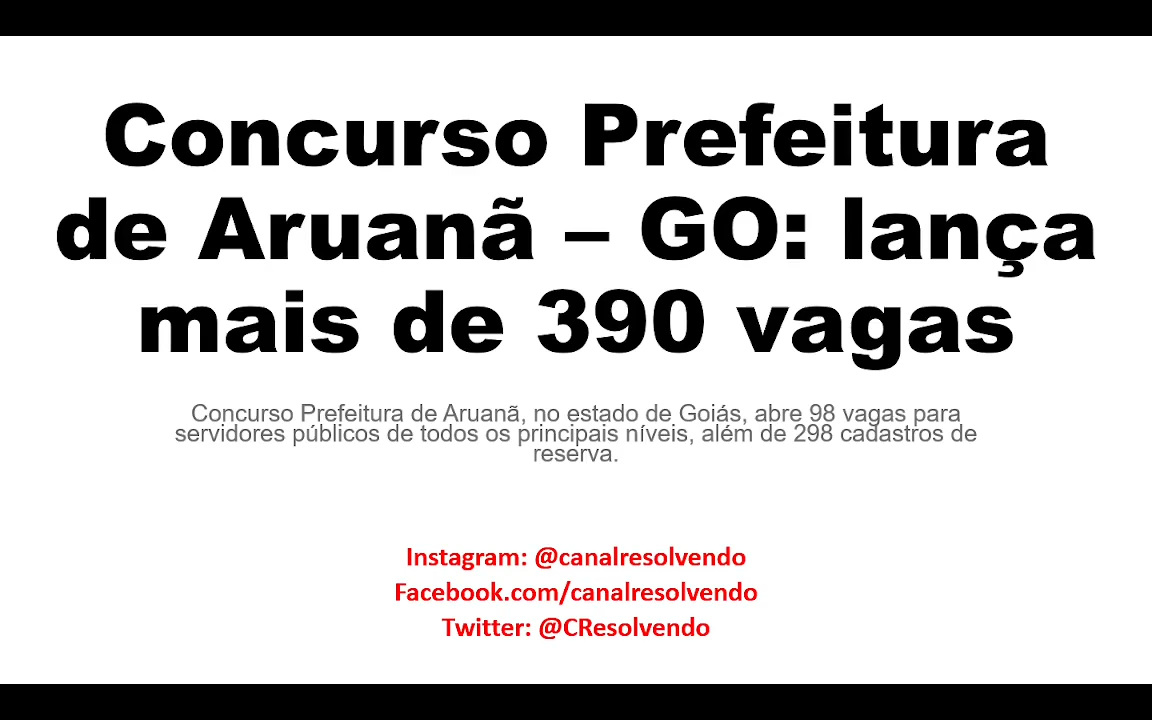 Concurso Prefeitura
de Aruanã – GO: lança
mais de 390 vagas
Concurso Prefeitura de Aruanã, no estado de Goiás, abre 98 vagas para
servidores públicos de todos os principais níveis, além de 298 cadastros de
reserva.
Instagram: @canalresolvendo
Facebook.com/canalresolvendo
Twitter: @CResolvendo